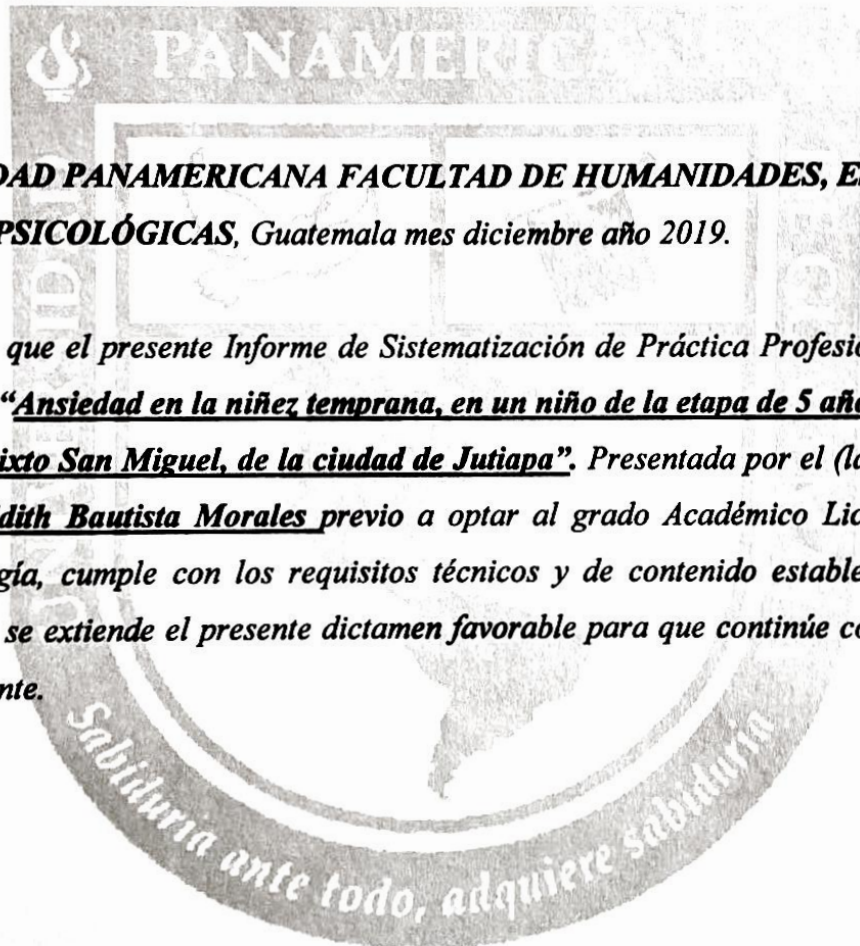 PANAMERICANA
DAD PANAMERICANA FACULTAD DE HUMANIDADES, ES
PSICOLÓGICAS, Guatemala mes diciembre año 2019.
que el presente Informe de Sistematización de Práctica Profesio
“Ansiedad en la niñez temprana, en un niño de la etapa de 5 año
ixto San Miguel, de la ciudad de Jutiapa”. Presentada por el (la
dith Bautista Morales previo a optar al grado Académico Lic
gía, cumple con los requisitos técnicos y de contenido estable
se extiende el presente dictamen favorable para que continúe co
nte.
Sabiduría ante todo, adquiere sabiduría